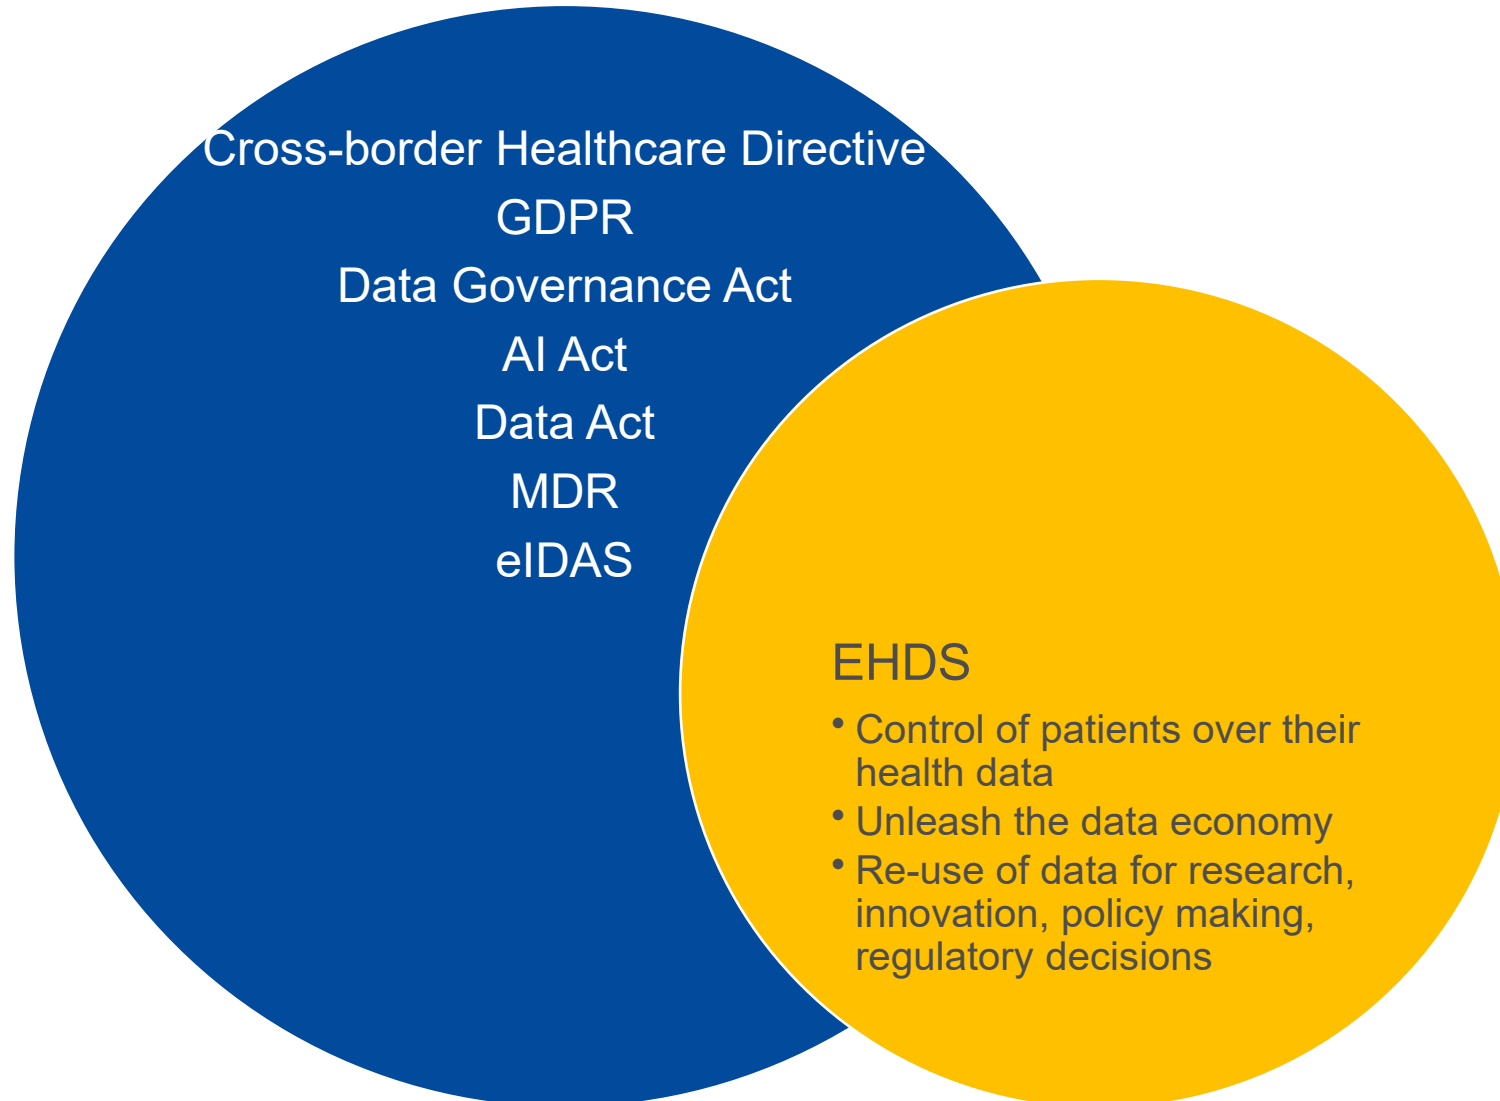 Cross-border Healthcare Directive
GDPR
Data Governance Act
AI Act
Data Act
MDR
eIDAS
EHDS
• Control of patients over their
health data
• Unleash the data economy
• Re-use of data for research,
innovation, policy making,
regulatory decisions